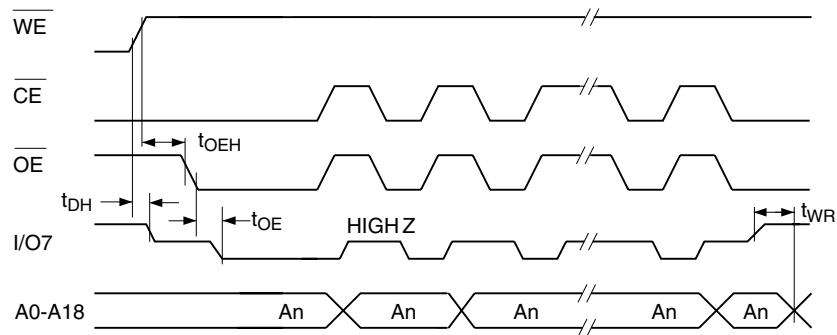 WE
CE
tOEH
OE
tDH
tOE
HIGH Z
tWR
I/O7
A0-A18 An An An An An